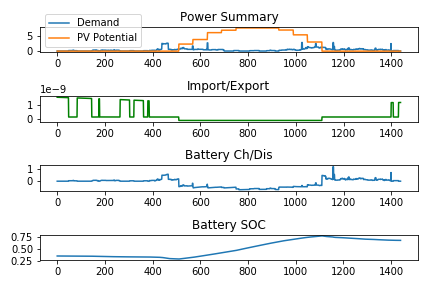 Power Summary
Demand
PV Potential
5
0
0 200 400 600 800 1000 1200 1400
Import/Export
1e−9
1
0
0 200 400 600 800 1000 1200 1400
Battery Ch/Dis
1
0
0 200 400 600 800 1000 1200 1400
Battery SOC
0.75
0.50
0.25
0 200 400 600 800 1000 1200 1400